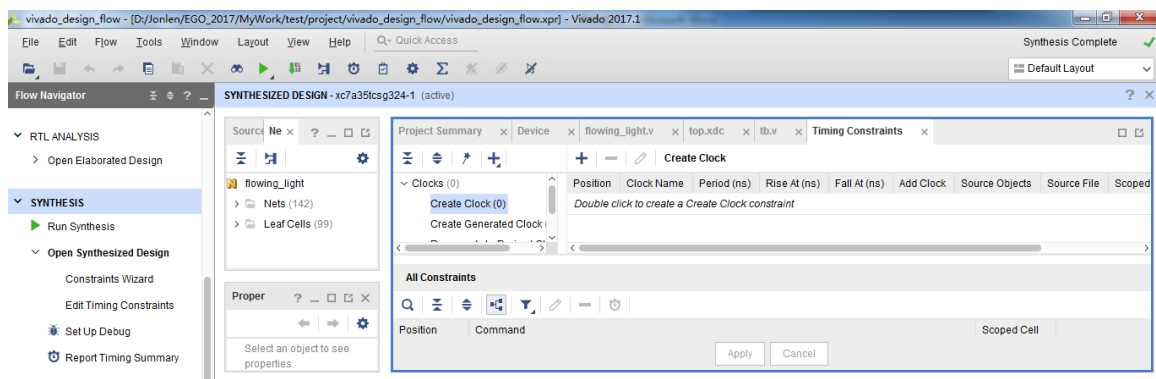 vivado_design_flow - [D:/Jonlen/EGO_2017/MyWork/test/project/vivado_design_flow/vivado_design_flow.xpr] - Vivado 2017.1
File Edit Flow Tools Window Layout View Help Quick Access
Synthesis Complete
Default Layout
Flow Navigator
SYNTHESIZED DESIGN - xc7a35tcsg324-1 (active)
RTL ANALYSIS
Open Elaborated Design
SYNTHESIS
Run Synthesis
Open Synthesized Design
Constraints Wizard
Edit Timing Constraints
Set Up Debug
Report Timing Summary
Sourc Ne
flowing_light
Nets (142)
Leaf Cells (99)
Proper
Select an object to see
properties
Project Summary Device flowing_light.v top.xdc tb.v Timing Constraints
Clocks (0)
Create Clock (0)
Create Generated Clock
Create Clock
Position Clock Name Period (ns) Rise At (ns) Fall At (ns) Add Clock Source Objects Source File Scoped
Double click to create a Create Clock constraint
All Constraints
Position Command Scoped Cell
Apply Cancel